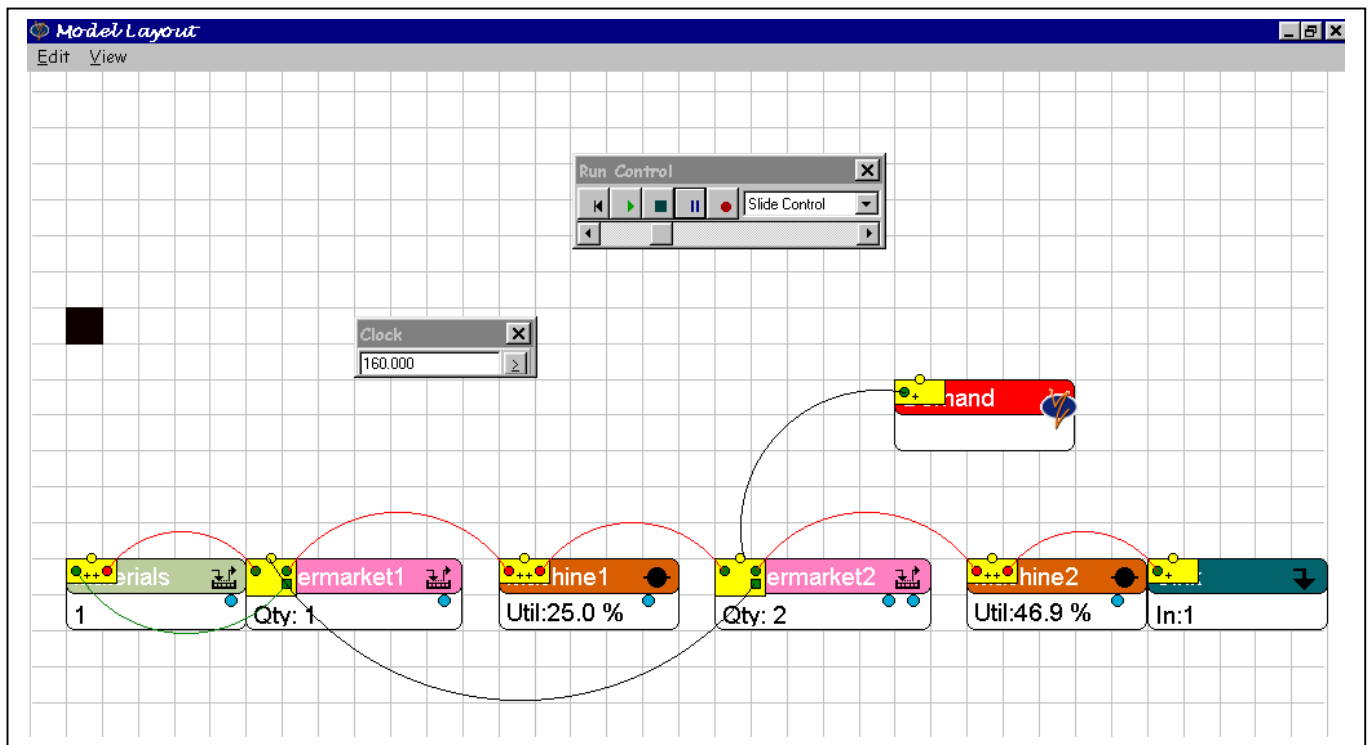 Model Layout
Edit View
Run Control
Slide Control
Clock
160.000
>
mand
+
erials
ermarket1
hine1
ermarket2
hine2
++
+++
+++
+
1
Qty: 1
Util:25.0 %
Qty: 2
Util:46.9 %
In:1